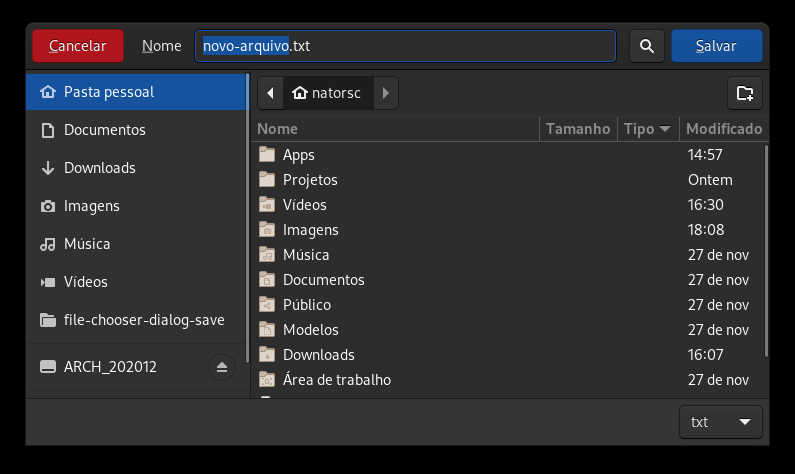 Cancelar Nome novo-arquivo.txt Salvar
Pasta pessoal
Documentos
Downloads
Imagens
Música
Vídeos
file-chooser-dialog-save
ARCH_202012
natorsc
Nome Tamanho Tipo Modificado
Apps 14:57
Projetos Ontem
Vídeos 16:30
Imagens 18:08
Música 27 de nov
Documentos 27 de nov
Público 27 de nov
Modelos 27 de nov
Downloads 16:07
Área de trabalho 27 de nov
txt